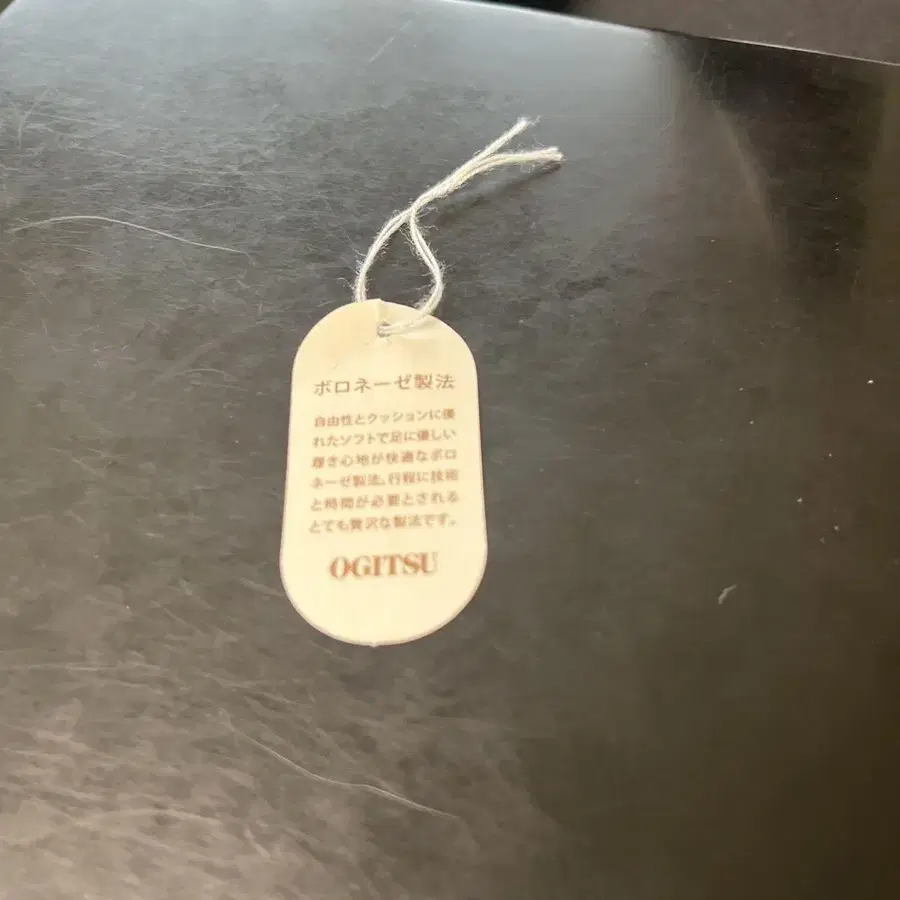 ボロネーゼ製法
自由性とクッションに優
れたソフトで足に優しい
履き心地が快適なボロ
ネーゼ製法。行程に技術
と時間が必要とされる
とても贅沢な製法です。
OGITSU